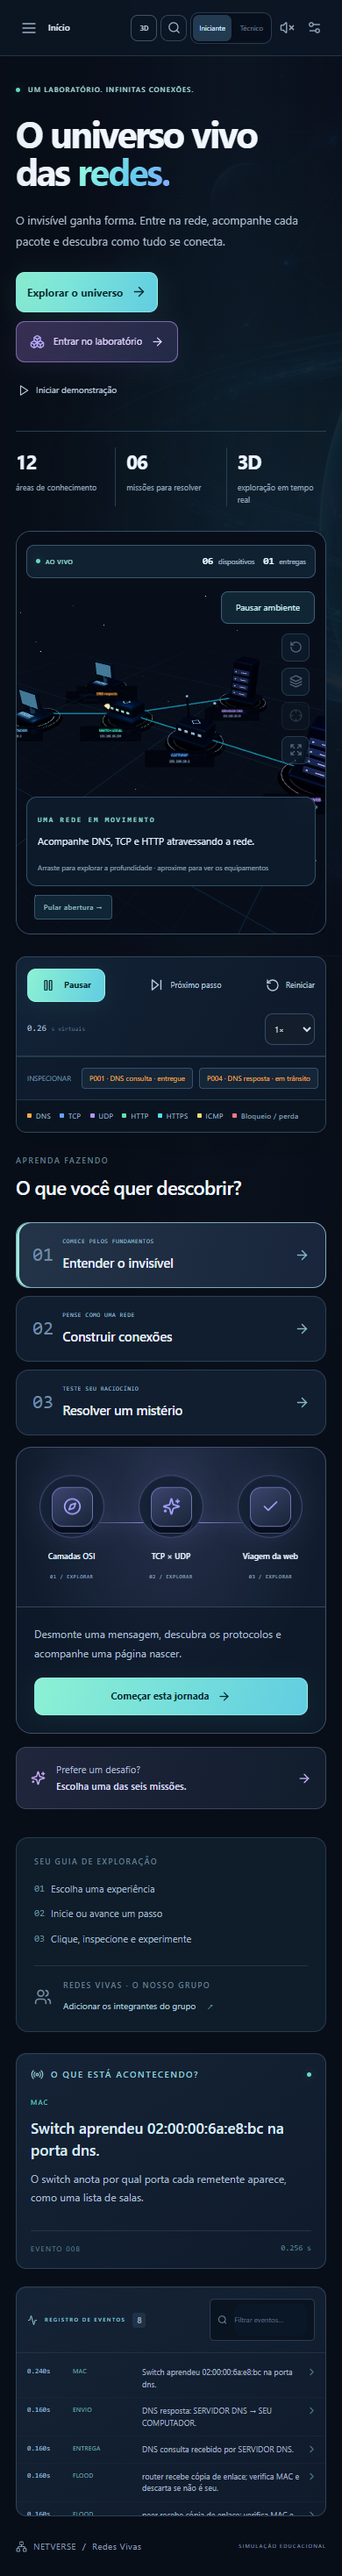 Início
3D
Iniciante
Técnico
UM LABORATÓRIO. INFINITAS CONEXÕES.
O universo vivo
das redes.
O invisível ganha forma. Entre na rede, acompanhe cada
pacote e descubra como tudo se conecta.
Explorar o universo
Entrar no laboratório
Iniciar demonstração
12
áreas de conhecimento
06
missões para resolver
3D
exploração em tempo
real
AO VIVO
06 dispositivos 01 entregas
Pausar ambiente
UMA REDE EM MOVIMENTO
Acompanhe DNS, TCP e HTTP atravessando a rede.
Arraste para explorar a profundidade · aproxime para ver os equipamentos
Pular abertura →
Pausar
Próximo passo
Reiniciar
0.26 s virtuais
1×
INSPECIONAR
P001 · DNS consulta · entregue
P004 · DNS resposta · em trânsito
DNS TCP UDP HTTP HTTPS ICMP Bloqueio / perda
APRENDA FAZENDO
O que você quer descobrir?
01
COMECE PELOS FUNDAMENTOS
Entender o invisível
02
PENSE COMO UMA REDE
Construir conexões
03
TESTE SEU RACIOCÍNIO
Resolver um mistério
Camadas OSI
01 / EXPLORAR
TCP × UDP
02 / EXPLORAR
Viagem da web
03 / EXPLORAR
Desmonte uma mensagem, descubra os protocolos e
acompanhe uma página nascer.
Começar esta jornada
Prefere um desafio?
Escolha uma das seis missões.
SEU GUIA DE EXPLORAÇÃO
01 Escolha uma experiência
02 Inicie ou avance um passo
03 Clique, inspecione e experimente
REDES VIVAS · O NOSSO GRUPO
Adicionar os integrantes do grupo ↗
O QUE ESTÁ ACONTECENDO?
MAC
Switch aprendeu 02:00:00:6a:e8:bc na
porta dns.
O switch anota por qual porta cada remetente aparece,
como uma lista de salas.
EVENTO 008
0.256 s
REGISTRO DE EVENTOS 8
Filtrar eventos...
0.240s MAC Switch aprendeu 02:00:00:6a:e8:bc na porta
dns.
0.160s ENVIO DNS resposta: SERVIDOR DNS → SEU
COMPUTADOR.
0.160s ENTREGA DNS consulta recebido por SERVIDOR DNS.
0.160s FLOOD router recebe cópia de enlace; verifica MAC e
descarta se não é seu.
0.160s FLOOD peer recebe cópia de enlace; verifica MAC e
NETVERSE / Redes Vivas
SIMULAÇÃO EDUCACIONAL